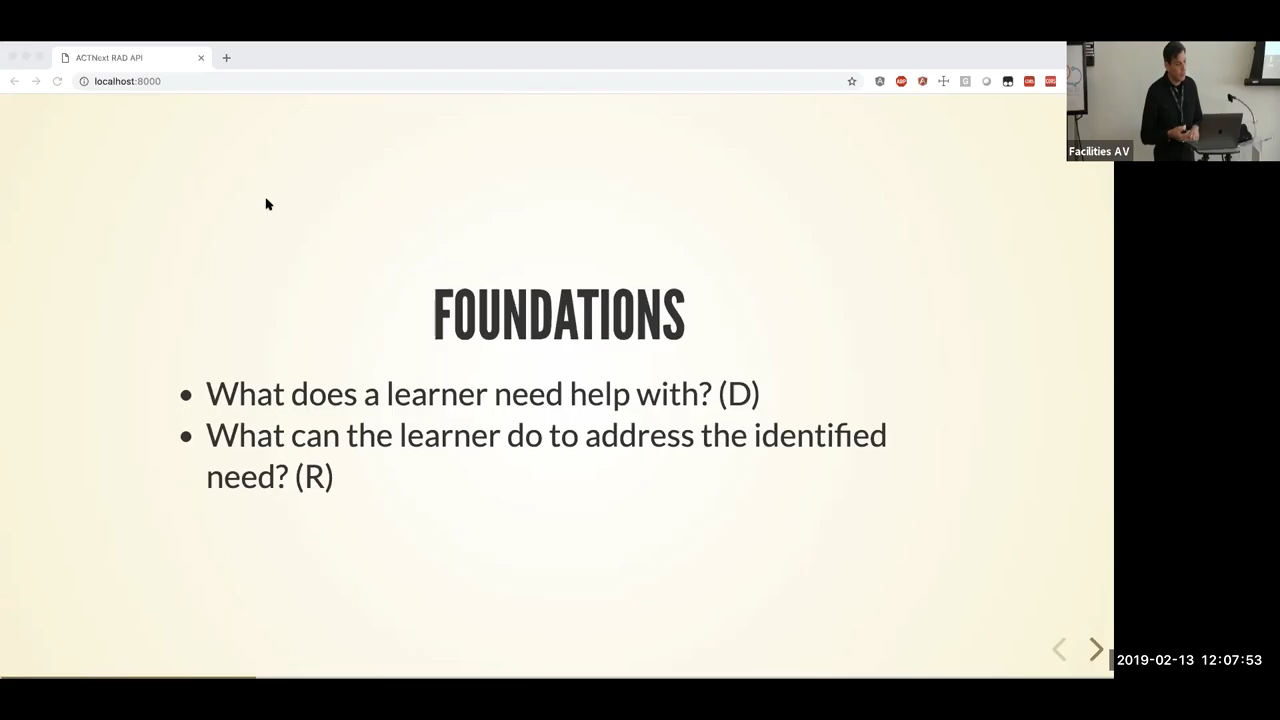 ACTNext RAD API
localhost:8000
Facilities AV
FOUNDATIONS
What does a learner need help with? (D)
What can the learner do to address the identified
need? (R)
2019-02-13 12:07:53